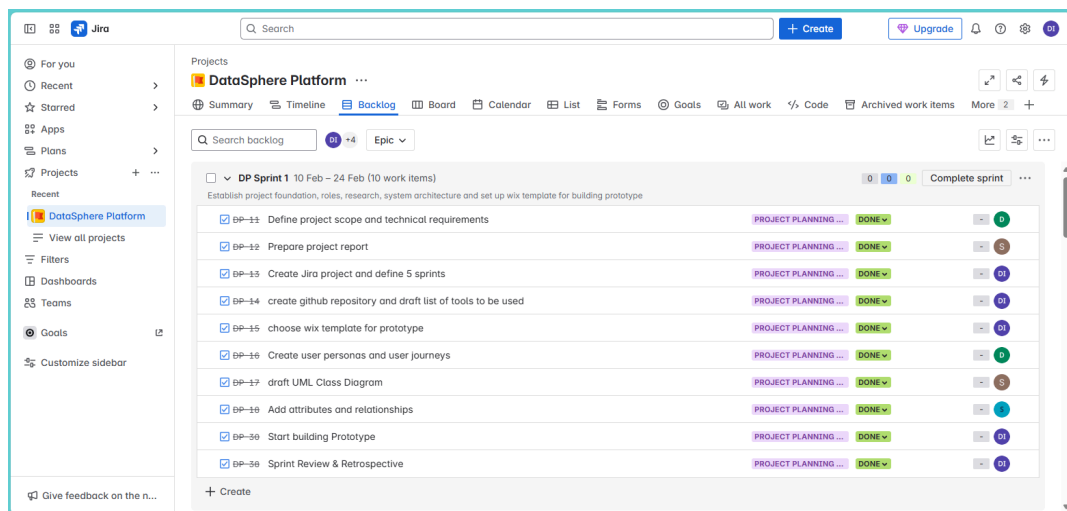 Jira
Search
+ Create
Upgrade
DI
For you
Recent
Starred
Apps
Plans
Projects
Recent
DataSphere Platform
View all projects
Filters
Dashboards
Teams
Goals
Customize sidebar
Give feedback on the n...
Projects
DataSphere Platform
Summary Timeline Backlog Board Calendar List Forms Goals All work Code Archived work items More 2
Search backlog
DI +4
Epic
DP Sprint 1 10 Feb – 24 Feb (10 work items) 0 0 0 Complete sprint
Establish project foundation, roles, research, system architecture and set up wix template for building prototype
DP-11 Define project scope and technical requirements PROJECT PLANNING ... DONE - D
DP-12 Prepare project report PROJECT PLANNING ... DONE - S
DP-13 Create Jira project and define 5 sprints PROJECT PLANNING ... DONE - DI
DP-14 create github repository and draft list of tools to be used PROJECT PLANNING ... DONE - DI
DP-15 choose wix template for prototype PROJECT PLANNING ... DONE - DI
DP-16 Create user personas and user journeys PROJECT PLANNING ... DONE - D
DP-17 draft UML Class Diagram PROJECT PLANNING ... DONE - S
DP-18 Add attributes and relationships PROJECT PLANNING ... DONE - S
DP-30 Start building Prototype PROJECT PLANNING ... DONE - DI
DP-38 Sprint Review & Retrospective PROJECT PLANNING ... DONE - DI
+ Create